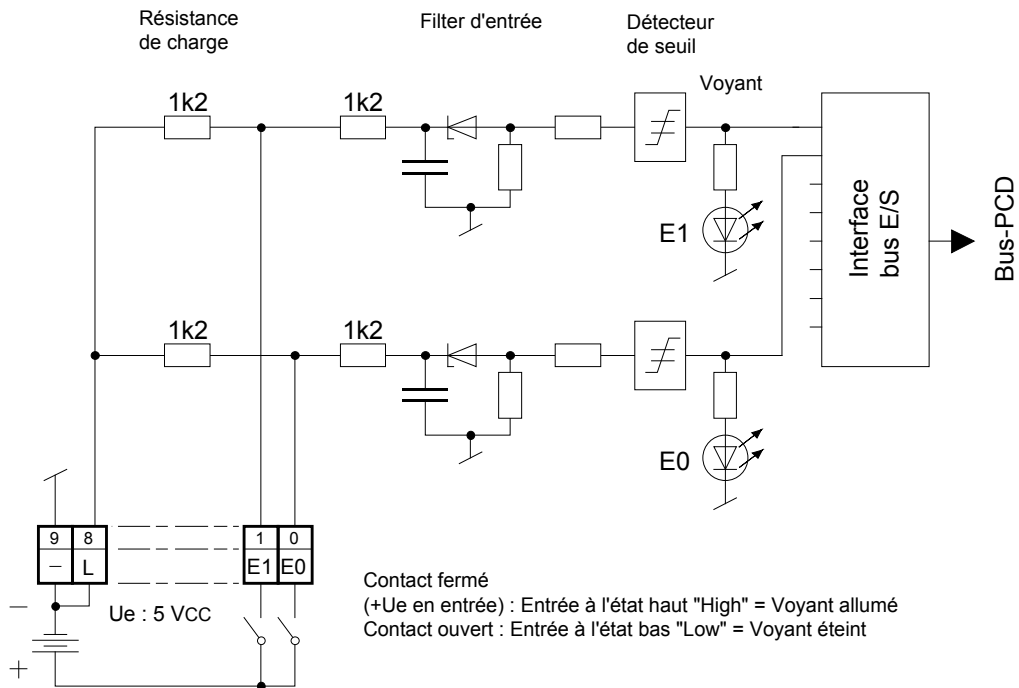 Résistance
de charge
Filter d'entrée
Détecteur
de seuil
Voyant
1k2
1k2
E1
Interface
bus E/S
Bus-PCD
1k2
1k2
E0
9 8 1 0
– L E1 E0
–
+
Ue : 5 VCC
Contact fermé
(+Ue en entrée) : Entrée à l'état haut "High" = Voyant allumé
Contact ouvert : Entrée à l'état bas "Low" = Voyant éteint